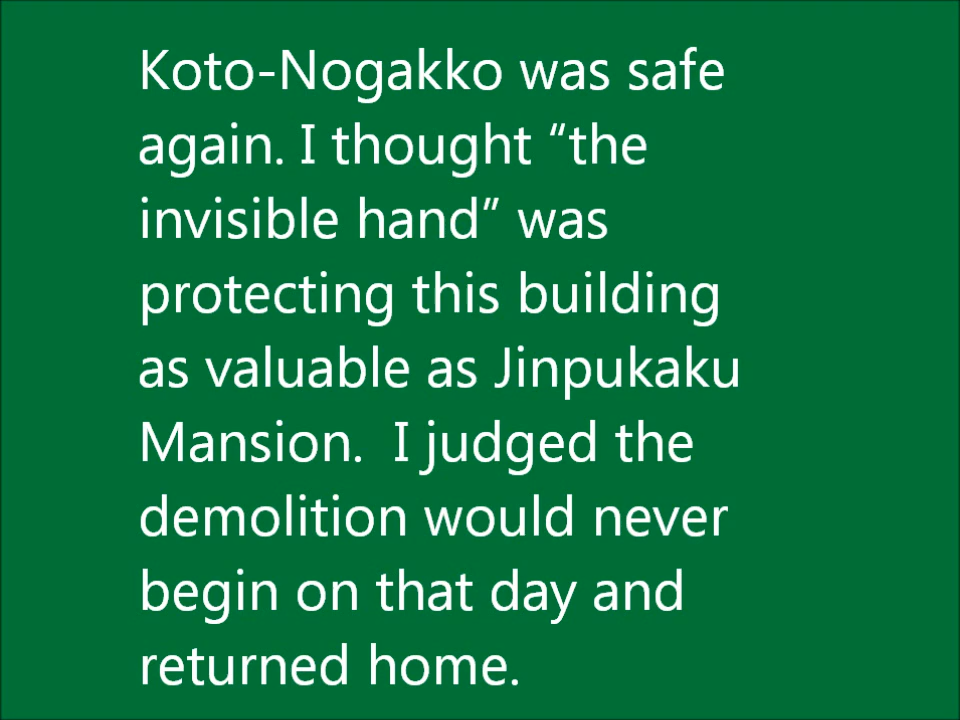 Koto-Nogakko was safe
again. I thought “the
invisible hand” was
protecting this building
as valuable as Jinpukaku
Mansion.  I judged the
demolition would never
begin on that day and
returned home.